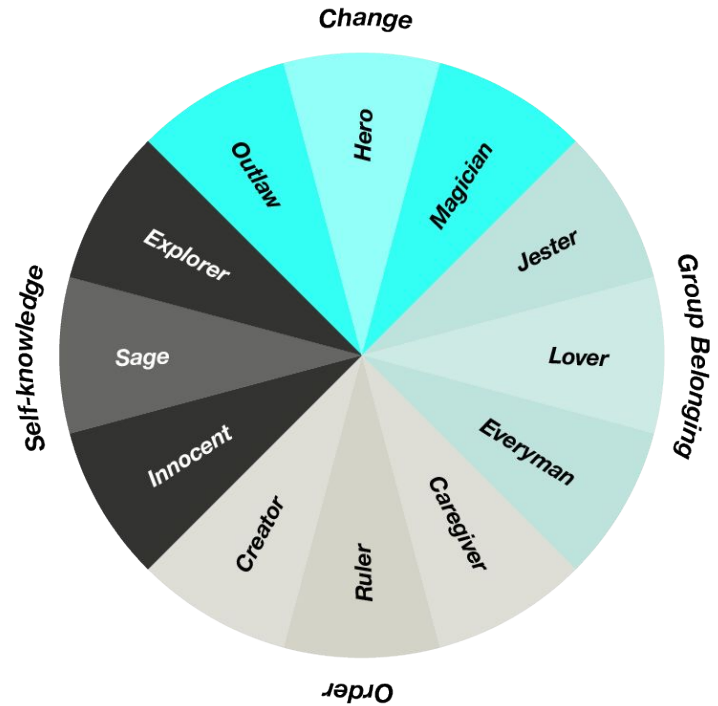 Change
Hero
Magician
Jester
Lover
Everyman
Caregiver
Ruler
Creator
Innocent
Sage
Explorer
Outlaw
Group Belonging
Order
Self-knowledge